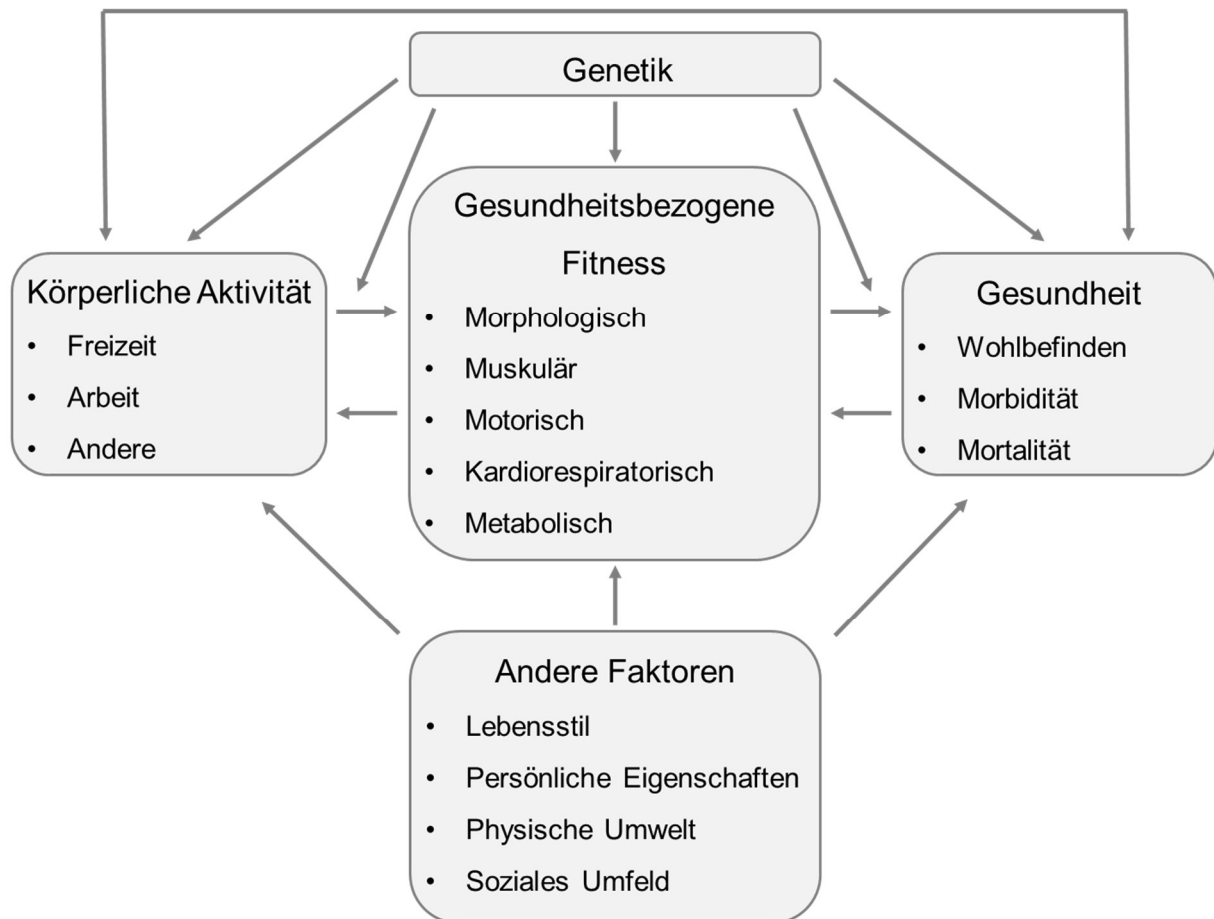 Genetik
Gesundheitsbezogene
Fitness
• Morphologisch
• Muskulär
• Motorisch
• Kardiorespiratorisch
• Metabolisch
Körperliche Aktivität
• Freizeit
• Arbeit
• Andere
Gesundheit
• Wohlbefinden
• Morbidität
• Mortalität
Andere Faktoren
• Lebensstil
• Persönliche Eigenschaften
• Physische Umwelt
• Soziales Umfeld